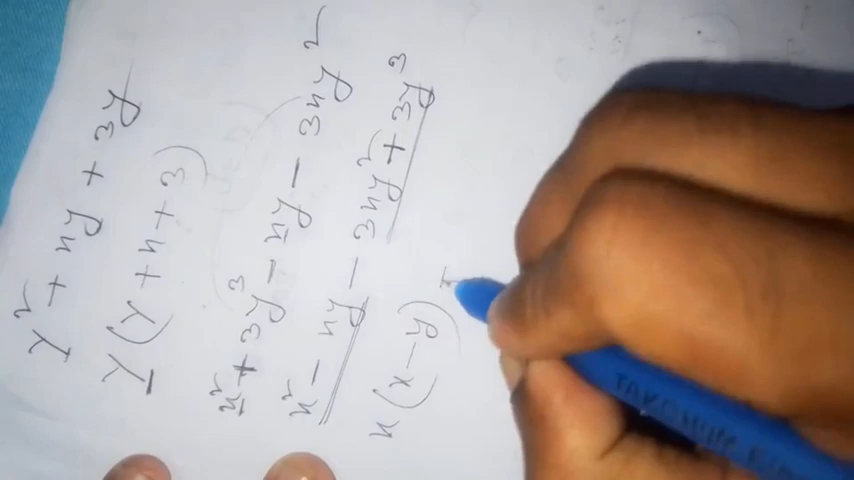 y² + xy + 3y
y(y + x + 3)
x² + 3y³ - xy - 3xy²
x² - xy - 3xy² + 3y³
x(x - y)